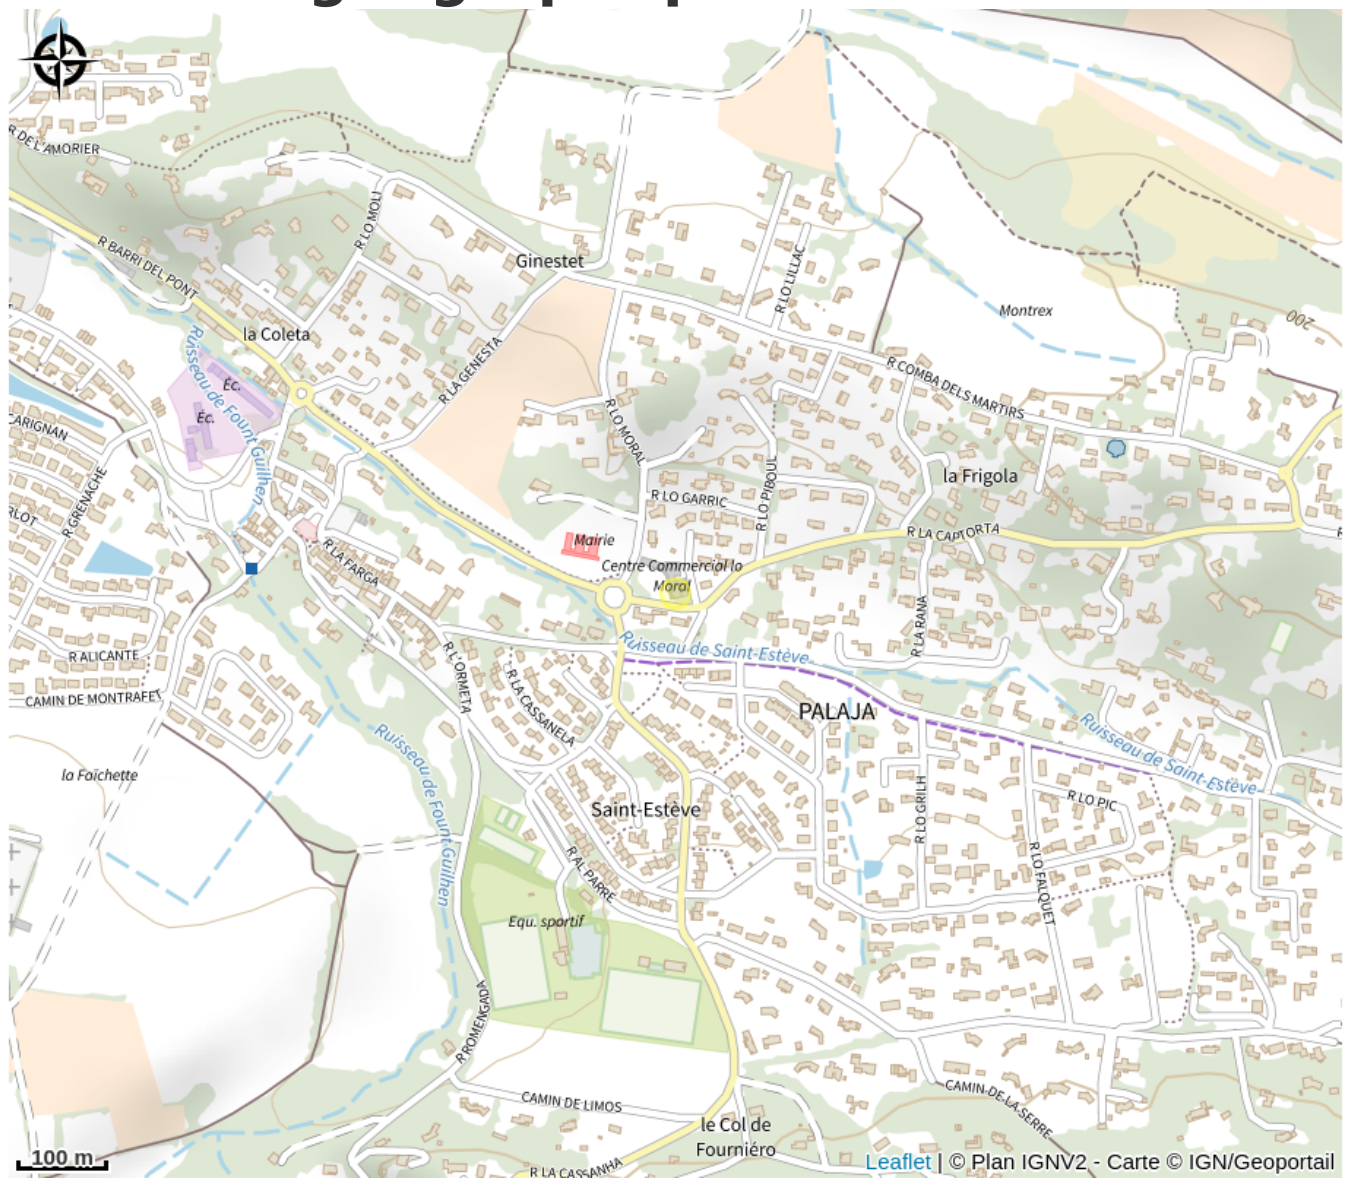 R DE L'AMORIER
R BARRI DEL PONT
R LO MOLI
Ginestet
R LO LILLAC
Montrex
200
la Coleta
Ruisseau de Fount Guilhen
Éc.
Éc.
R LA GENESTA
R COMBA DELS MARTIRS
CARIGNAN
R GRENACHE
R LO MORAL
R LO GARRIC
R LO PIBOUL
la Frigola
R LA CAPTORTA
Mairie
Centre Commercial lo
Moral
R LA FARGA
R LA RANA
Ruisseau de Saint-Estève
R ALICANTE
CAMIN DE MONTRAFET
R L'ORMETA
R LA CASSANELA
PALAJA
Ruisseau de Saint-Estève
la Faïchette
Ruisseau de Fount Guilhen
Saint-Estève
R LO GRILH
R LO PIC
R AL PARRE
R LO FALQUET
Equ. sportif
R ROMENGADA
CAMIN DE LIMOS
CAMIN DE LA SERRE
le Col de
Fourniéro
R LA CASSANHA
100 m
Leaflet | © Plan IGNV2 - Carte © IGN/Geoportail